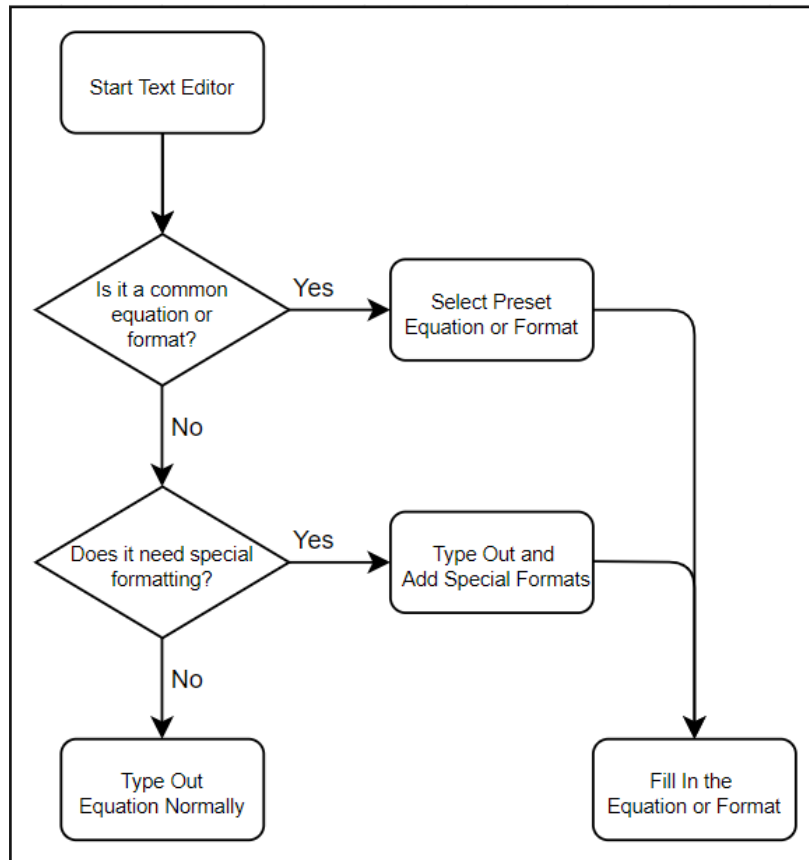 Start Text Editor
Is it a common
equation or
format?
Yes
Select Preset
Equation or Format
No
Does it need special
formatting?
Yes
Type Out and
Add Special Formats
No
Type Out
Equation Normally
Fill In the
Equation or Format